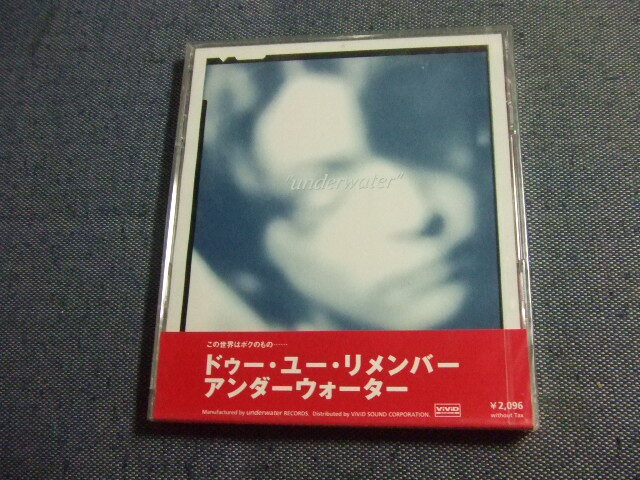 "underwater"
この世界はボクのもの……
ドゥー・ユー・リメンバー
アンダーウォーター
Manufactured by underwater RECORDS. Distributed by ViViD SOUND CORPORATION.
ViViD
¥2,096
without Tax